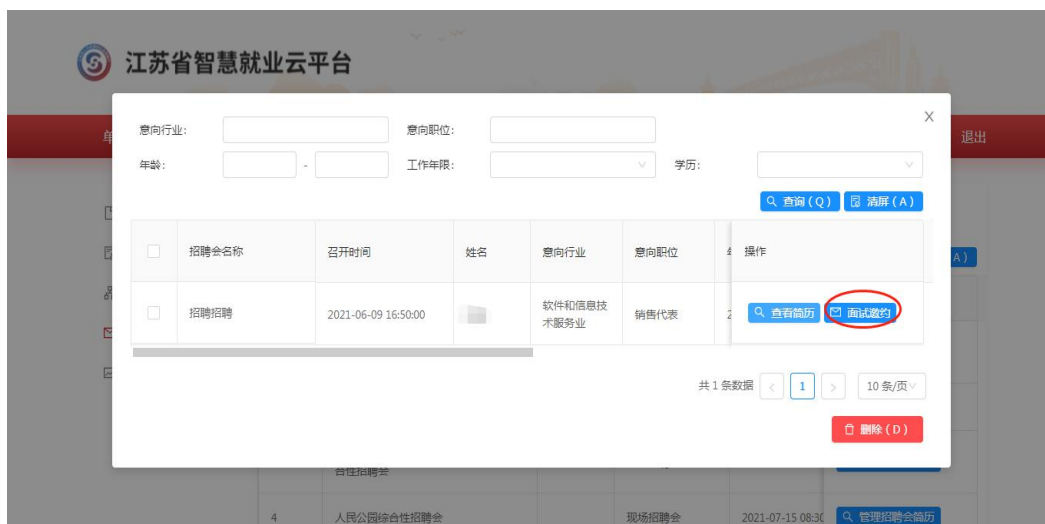 江苏省智慧就业云平台
单
退出
意向行业:
意向职位:
X
年龄:
-
工作年限:
学历:
查询(Q)
清屏(A)
A)
招聘会名称
召开时间
姓名
意向行业
意向职位
操作
招聘招聘
2021-06-09 16:50:00
软件和信息技
术服务业
销售代表
2
查看简历
面试邀约
共 1 条数据
<
1
>
10 条/页
删除(D)
合性招聘会
4
人民公园综合性招聘会
现场招聘会
2021-07-15 08:30
管理招聘会简历